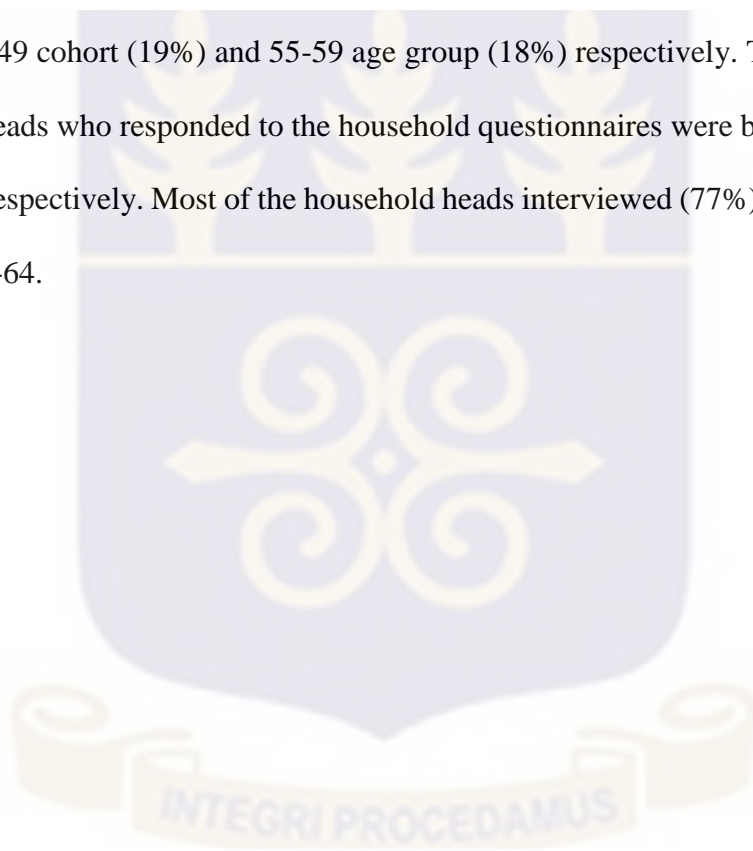 49 cohort (19%) and 55-59 age group (18%) respectively.
eads who responded to the household questionnaires were b
espectively. Most of the household heads interviewed (77%)
-64.
INTEGRI PROCEDAMUS